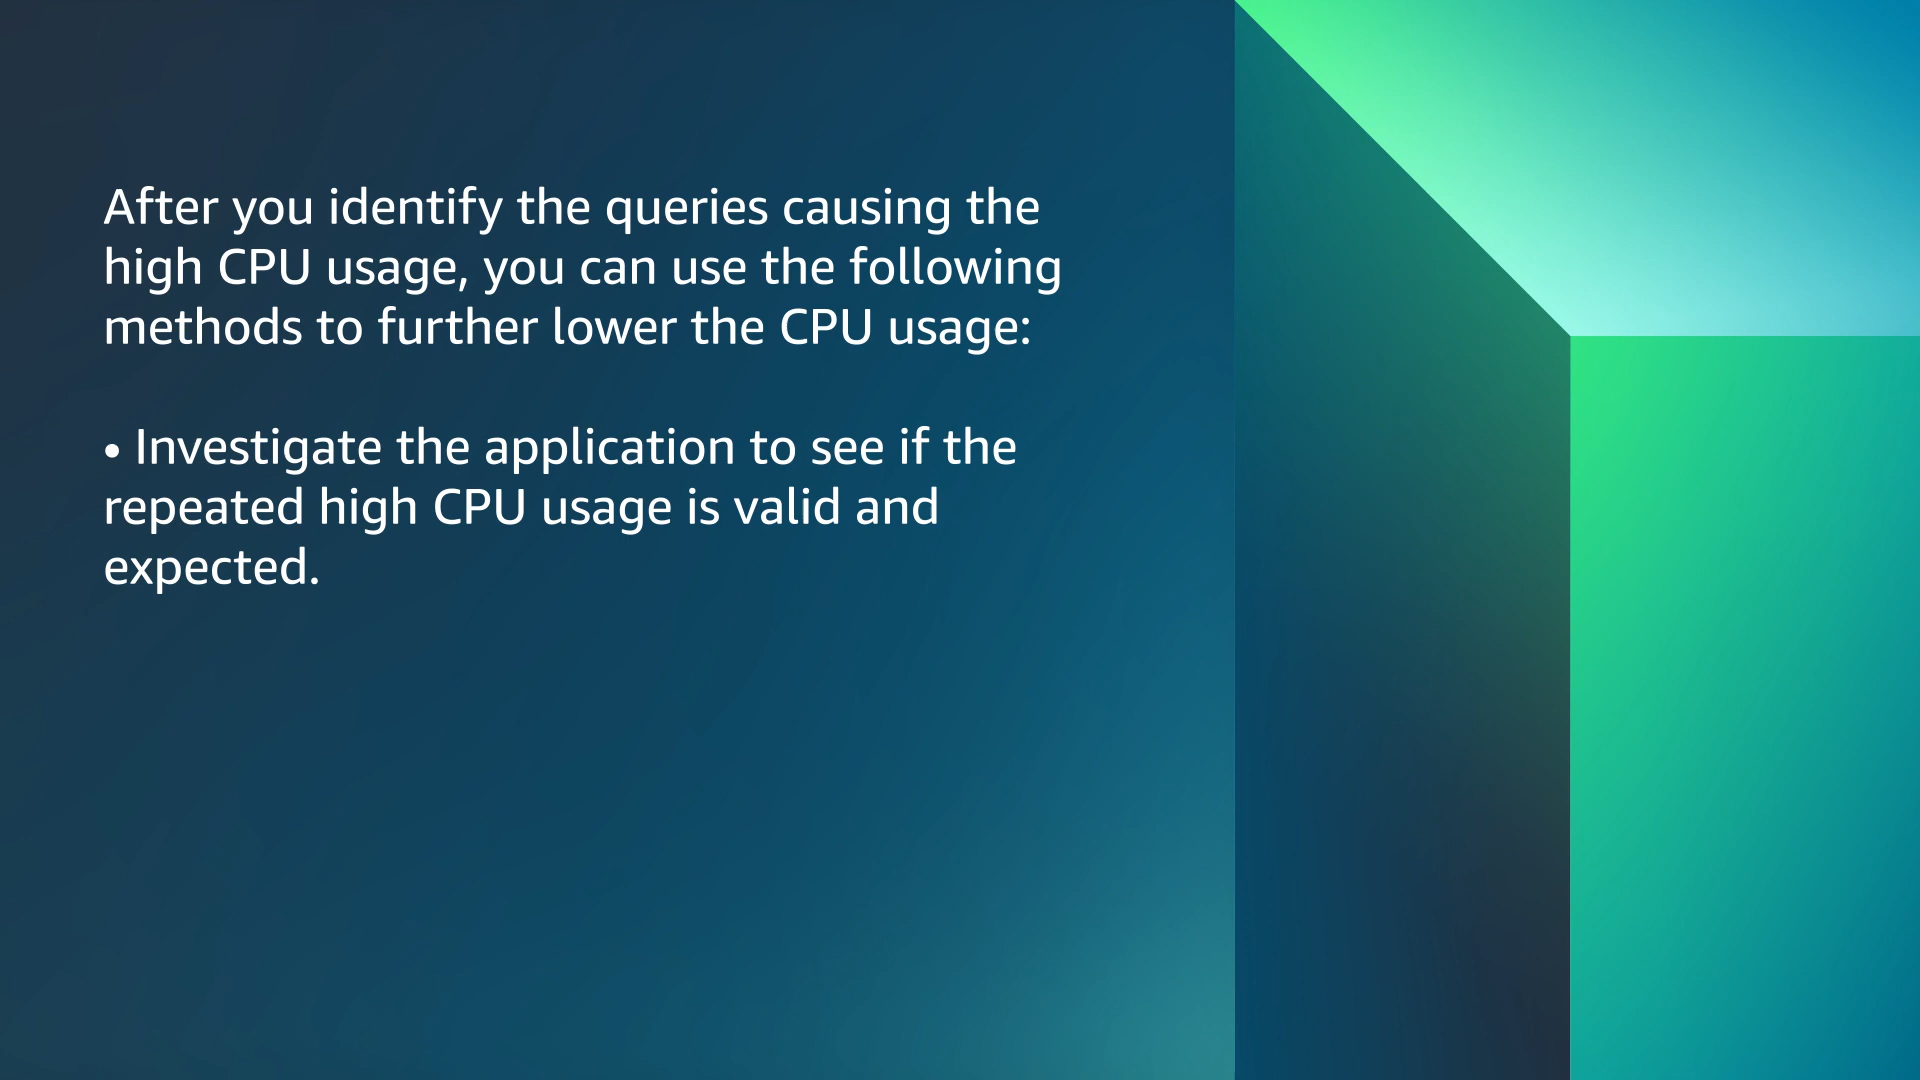 After you identify the queries causing the
high CPU usage, you can use the following
methods to further lower the CPU usage:
• Investigate the application to see if the
repeated high CPU usage is valid and
expected.